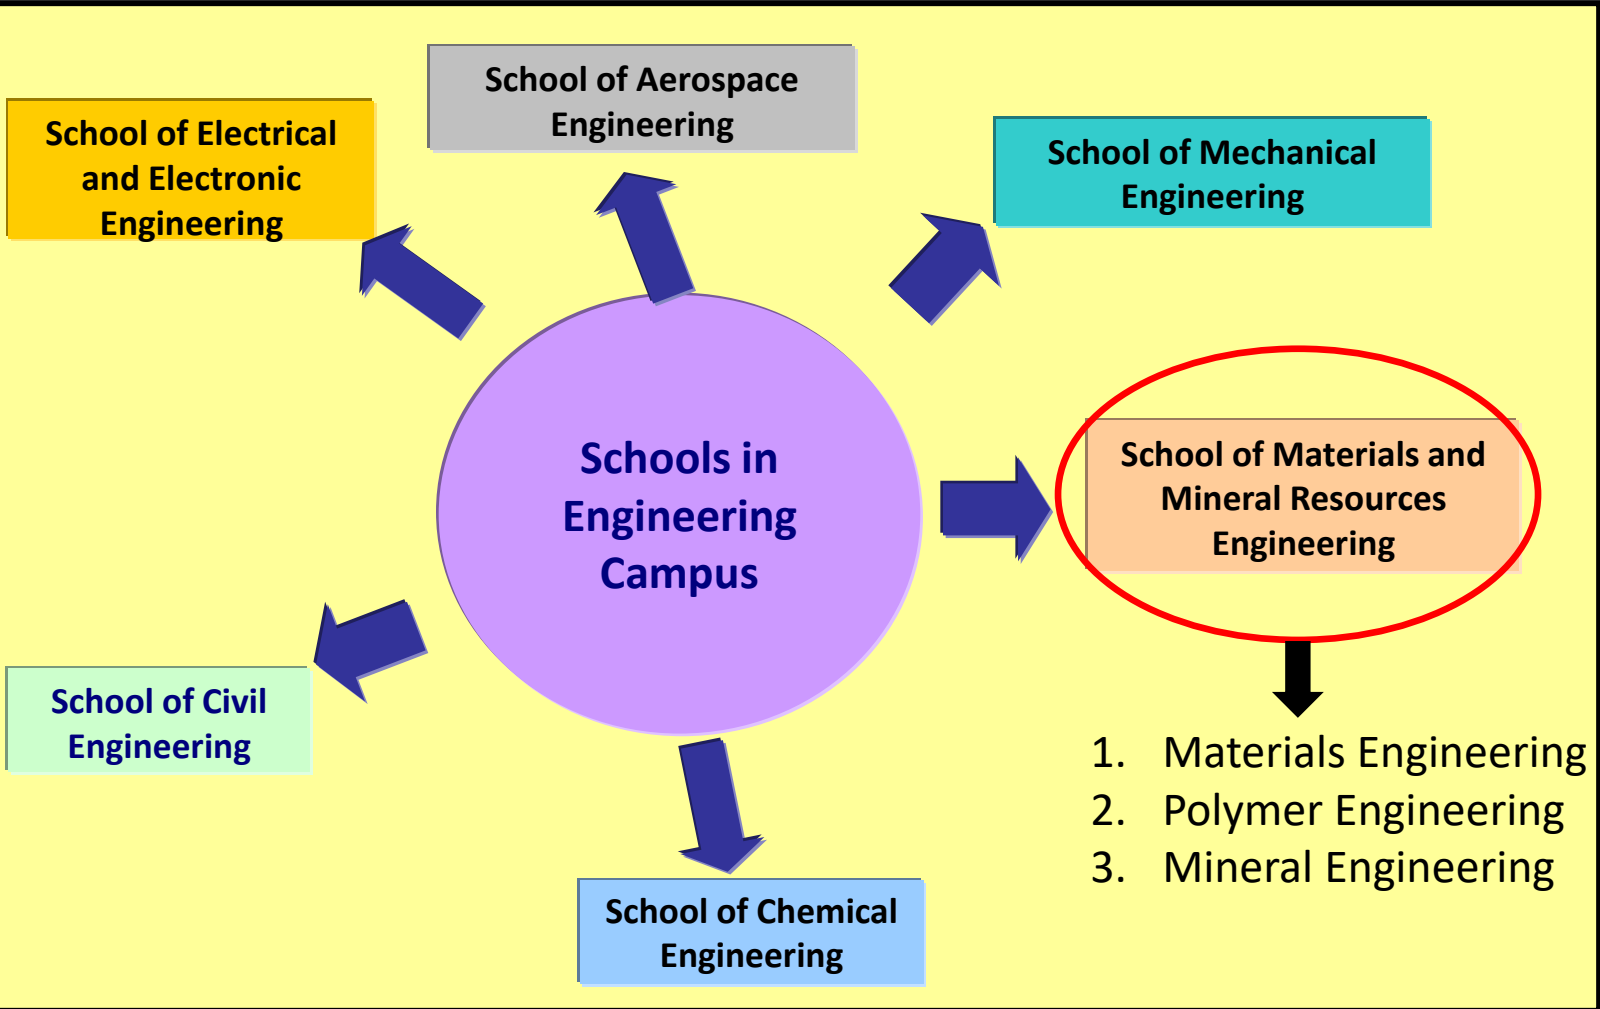 School of Aerospace
Engineering
School of Electrical
and Electronic
Engineering
School of Mechanical
Engineering
Schools in
Engineering
Campus
School of Materials and
Mineral Resources
Engineering
School of Civil
Engineering
1. Materials Engineering
2. Polymer Engineering
3. Mineral Engineering
School of Chemical
Engineering